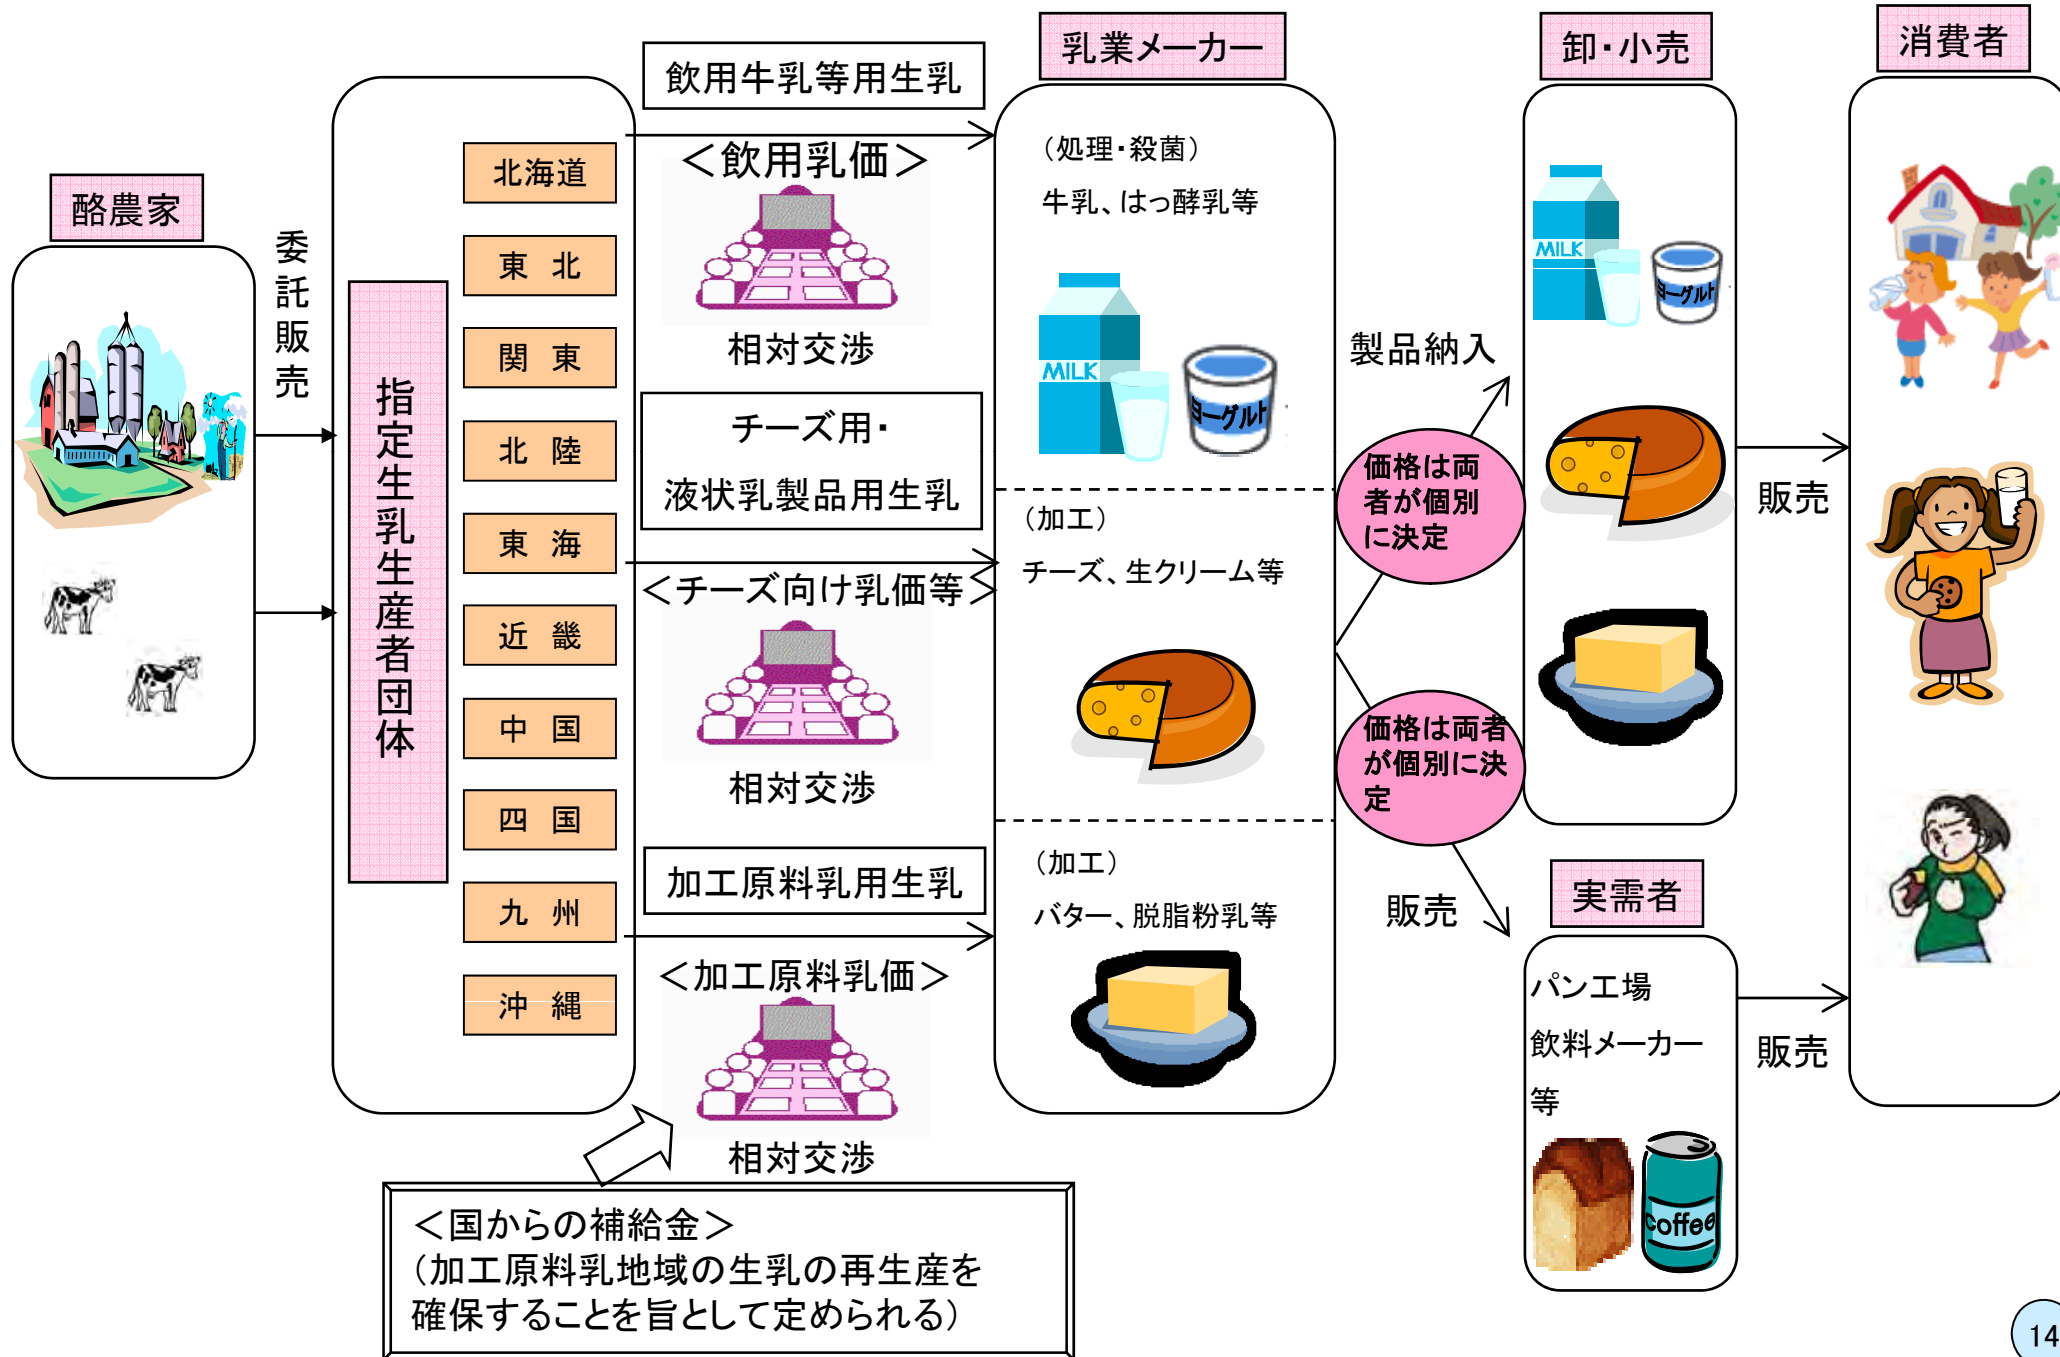 酪農家
委託販売
指定生乳生産者団体
北海道
東 北
関 東
北 陸
東 海
近 畿
中 国
四 国
九 州
沖 縄
飲用牛乳等用生乳
＜飲用乳価＞
相対交渉
チーズ用・
液状乳製品用生乳
＜チーズ向け乳価等＞
相対交渉
加工原料乳用生乳
＜加工原料乳価＞
相対交渉
＜国からの補給金＞
（加工原料乳地域の生乳の再生産を
確保することを旨として定められる）
乳業メーカー
（処理・殺菌）
牛乳、はっ酵乳等
MILK
ヨーグルト
（加工）
チーズ、生クリーム等
（加工）
バター、脱脂粉乳等
製品納入
価格は両
者が個別
に決定
価格は両者
が個別に決
定
販売
卸・小売
MILK
ヨーグルト
実需者
パン工場
飲料メーカー
等
coffee
販売
販売
消費者
14